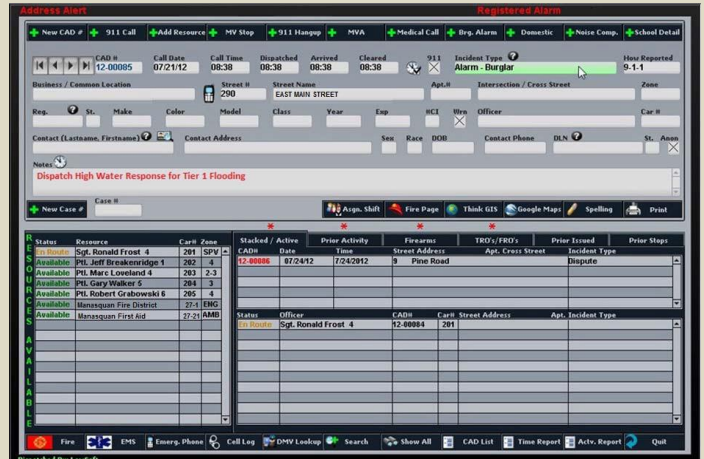 Address Alert Registered Alarm
New CAD # 911 Call Add Resource MV Stop 911 Hangup MVA Medical Call Brg. Alarm Domestic Noise Comp. School Detail
CAD # Call Date Call Time Dispatched Arrived Cleared 911 Incident Type How Reported
12-00085 07/21/12 08:38 08:38 08:38 08:38 Alarm - Burglar 9-1-1
Business / Common Location Street # Street Name Apt.# Intersection / Cross Street Zone
290 EAST MAIN STREET
Reg. St. Make Color Model Class Year Exp HCI Wrn Officer Car #
Contact (Lastname, Firstname) Contact Address Sex Race DOB Contact Phone DLN St. Anon
Notes
Dispatch High Water Response for Tier 1 Flooding
New Case # Case # Asgn. Shift Fire Page Think GIS Google Maps Spelling Print
* * * *
RESOURCES AVAILABLE
Status Resource Car# Zone
En Route Sgt. Ronald Frost 4 201 SPV
Available Ptl. Jeff Breakenridge 1 202 4
Available Ptl. Marc Loveland 4 203 2-3
Available Ptl. Gary Walker 5 204 3
Available Ptl. Robert Grabowski 6 205 4
Available Manasquan Fire District 27-1 ENG
Available Manasquan First Aid 27-21 AMB
Stacked / Active Prior Activity Firearms TRO's/FRO's Prior Issued Prior Stops
CAD# Date Time Street Address Apt. Cross Street Incident Type
12-00086 07/24/12 7/24/2012 9 Pine Road Dispute
Status Officer CAD# Car# Street Address Apt. Incident Type
En Route Sgt. Ronald Frost 4 12-00084 201
Fire EMS Emerg. Phone Cell Log DMV Lookup Search Show All CAD List Time Report Actv. Report Quit